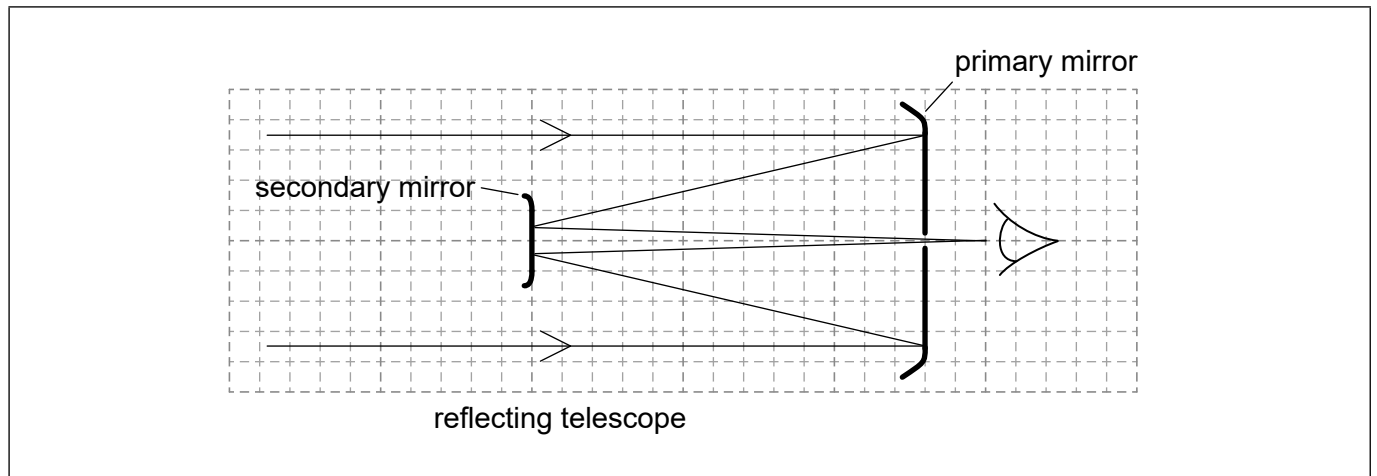 primary mirror
secondary mirror
reflecting telescope